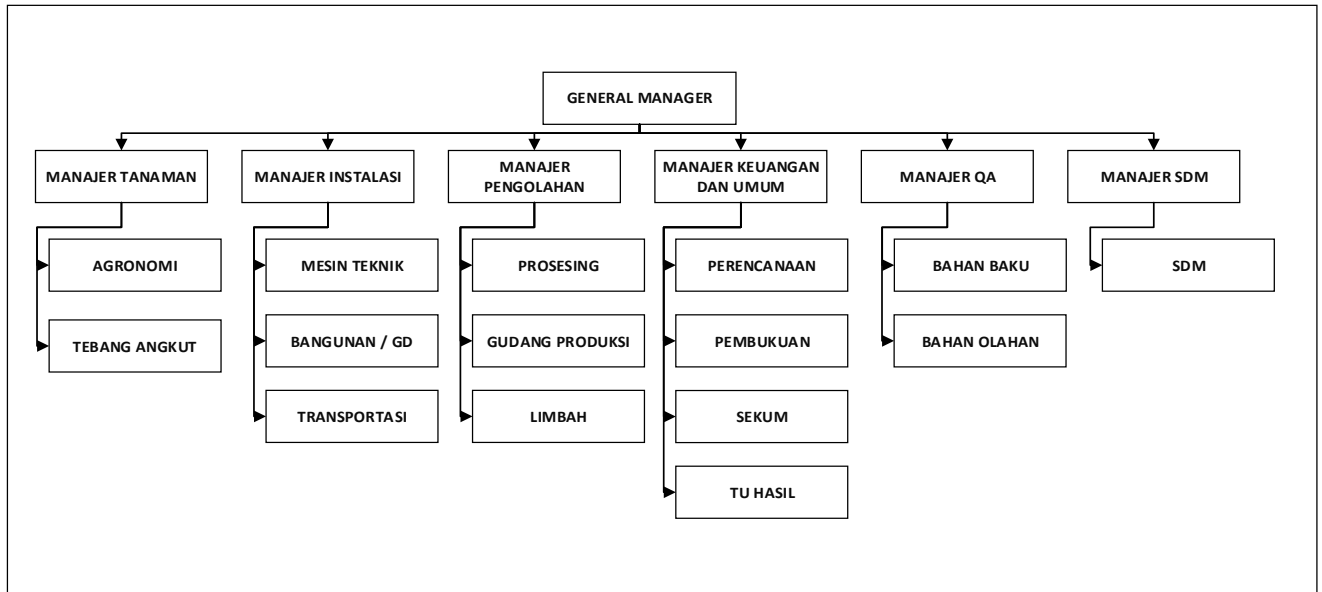 GENERAL MANAGER
MANAJER TANAMAN
MANAJER INSTALASI
MANAJER
PENGOLAHAN
MANAJER KEUANGAN
DAN UMUM
MANAJER QA
MANAJER SDM
AGRONOMI
MESIN TEKNIK
PROSESING
PERENCANAAN
BAHAN BAKU
SDM
TEBANG ANGKUT
BANGUNAN / GD
GUDANG PRODUKSI
PEMBUKUAN
BAHAN OLAHAN
TRANSPORTASI
LIMBAH
SEKUM
TU HASIL